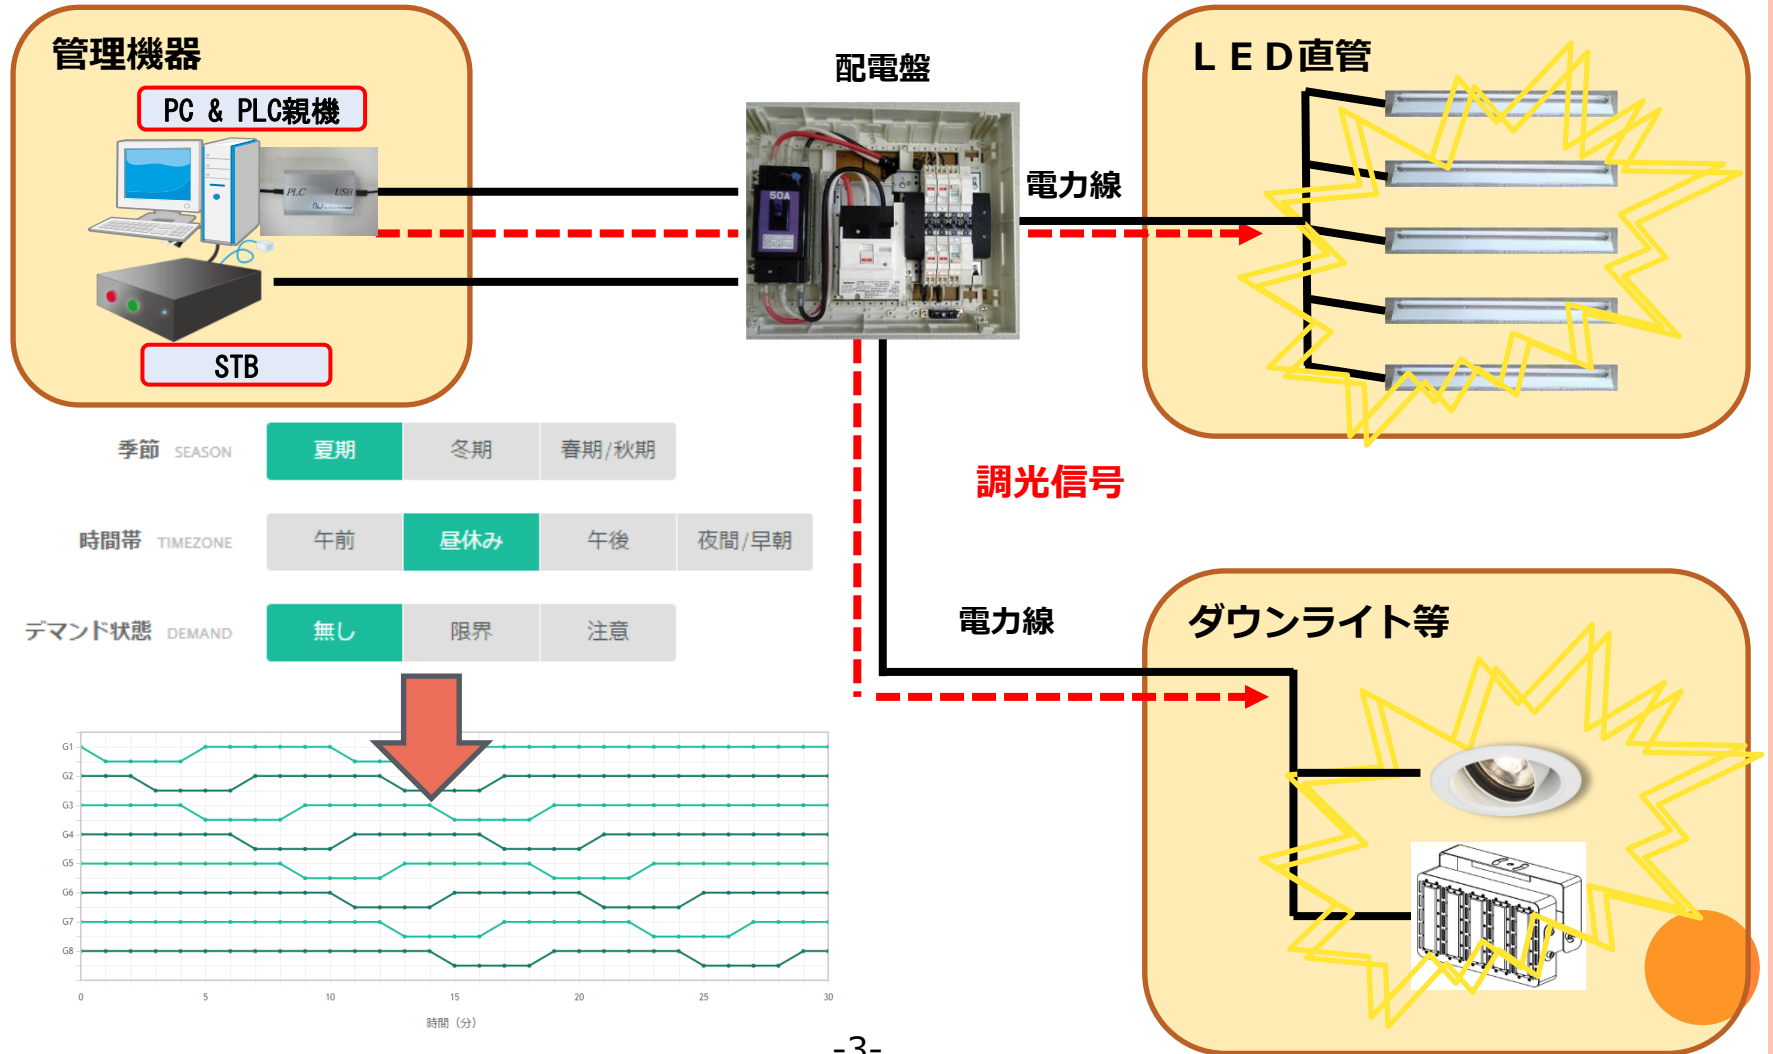 管理機器
PC & PLC親機
PLC
USB
STB
配電盤
50A
電力線
ＬＥＤ直管
調光信号
電力線
ダウンライト等
季節 SEASON
夏期
冬期
春期/秋期
時間帯 TIMEZONE
午前
昼休み
午後
夜間/早朝
デマンド状態 DEMAND
無し
限界
注意
G1
G2
G3
G4
G5
G6
G7
G8
0 5 10 15 20 25 30
時間（分）
-3-